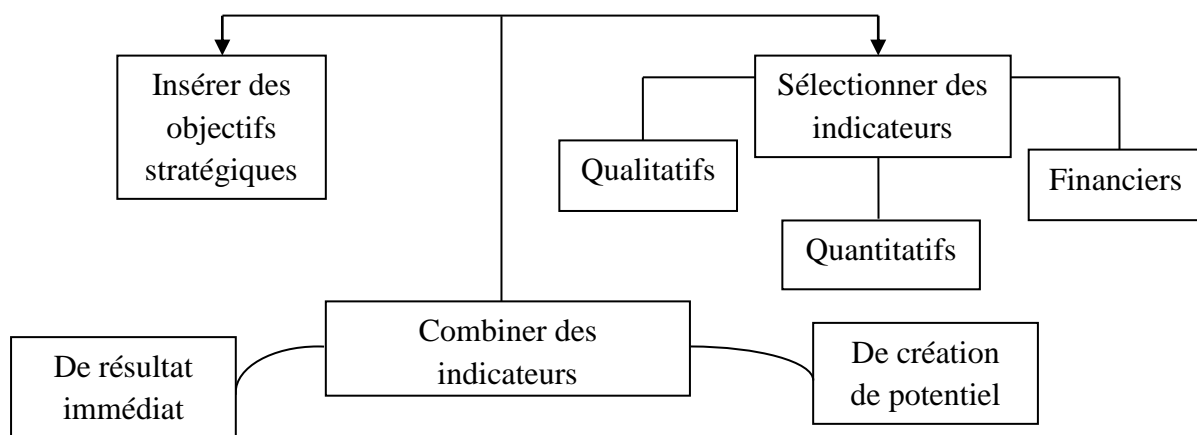 Insérer des
objectifs
stratégiques
Sélectionner des
indicateurs
Qualitatifs
Financiers
Quantitatifs
Combiner des
indicateurs
De résultat
immédiat
De création
de potentiel